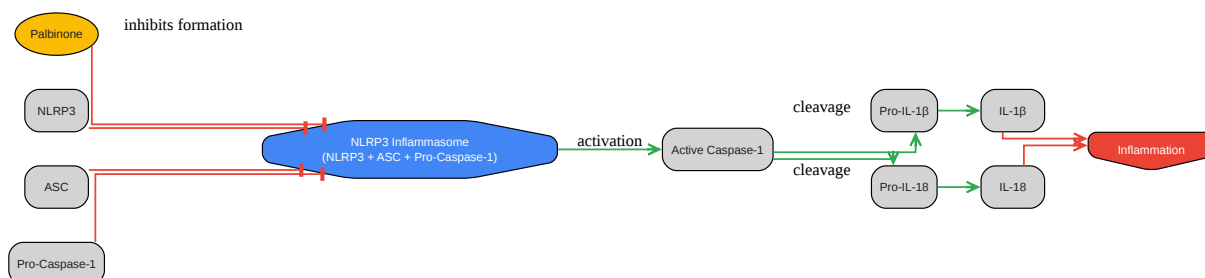 inhibits formation
Palbinone
NLRP3
ASC
Pro-Caspase-1
NLRP3 Inflammasome
(NLRP3 + ASC + Pro-Caspase-1)
activation
Active Caspase-1
cleavage
cleavage
Pro-IL-1β
IL-1β
Pro-IL-18
IL-18
Inflammation